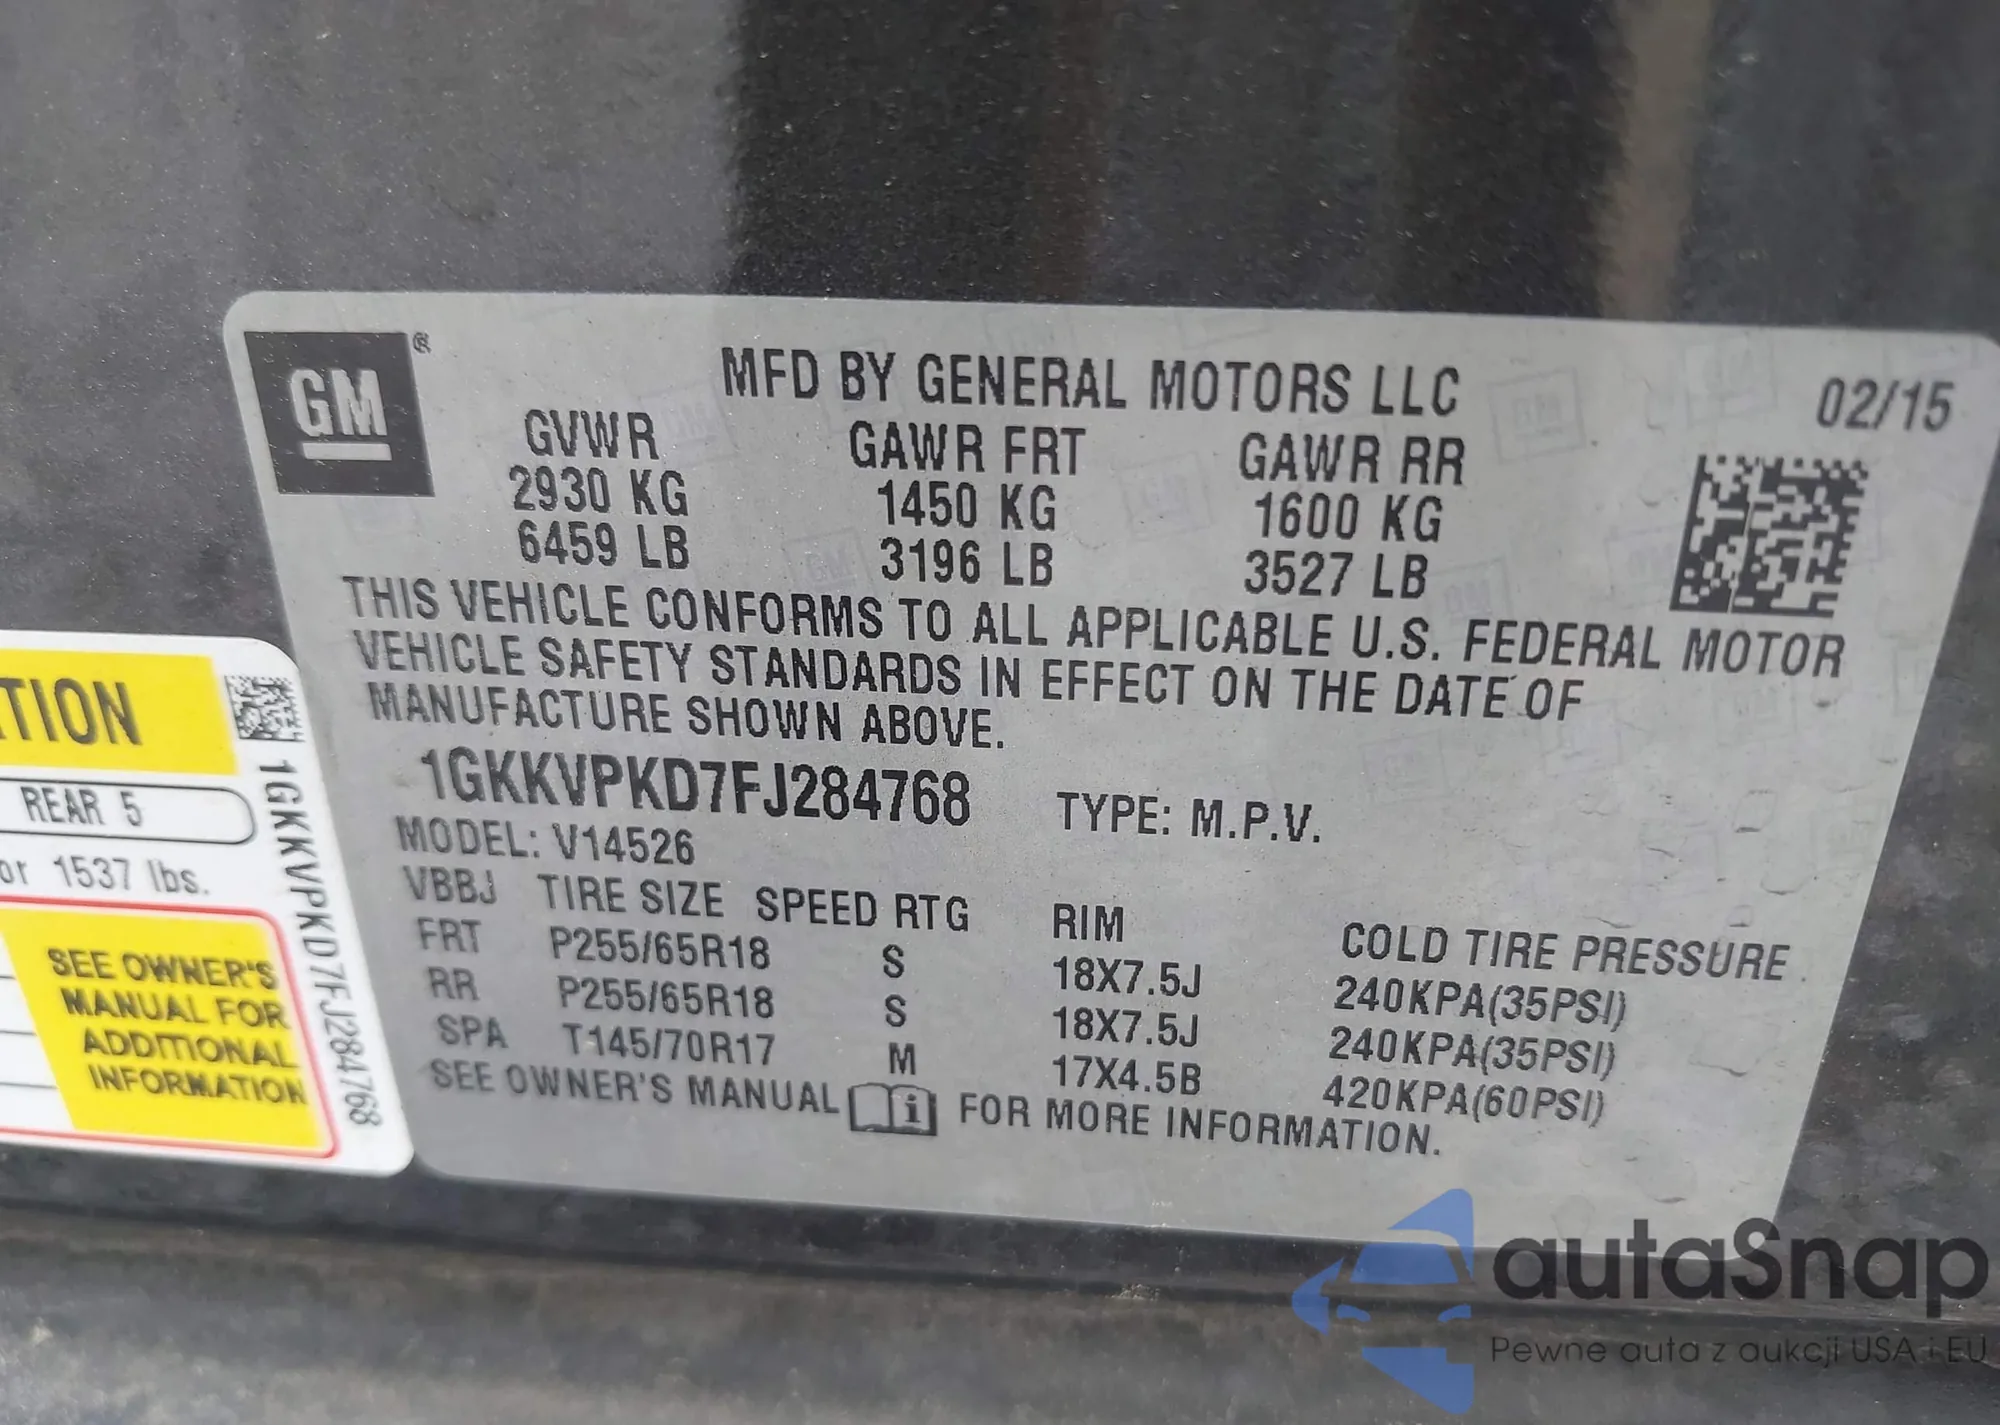 GM ®
MFD BY GENERAL MOTORS LLC
02/15
GVWR GAWR FRT GAWR RR
2930 KG 1450 KG 1600 KG
6459 LB 3196 LB 3527 LB
THIS VEHICLE CONFORMS TO ALL APPLICABLE U.S. FEDERAL MOTOR
VEHICLE SAFETY STANDARDS IN EFFECT ON THE DATE OF
MANUFACTURE SHOWN ABOVE.
1GKKVPKD7FJ284768 TYPE: M.P.V.
MODEL: V14526
VBBJ TIRE SIZE SPEED RTG RIM COLD TIRE PRESSURE
FRT P255/65R18 S 18X7.5J 240KPA(35PSI)
RR P255/65R18 S 18X7.5J 240KPA(35PSI)
SPA T145/70R17 M 17X4.5B 420KPA(60PSI)
SEE OWNER'S MANUAL i FOR MORE INFORMATION.
TION
REAR 5
or 1537 lbs.
SEE OWNER'S
MANUAL FOR
ADDITIONAL
INFORMATION
1GKKVPKD7FJ284768
autaSnap
Pewne auta z aukcji USA i EU